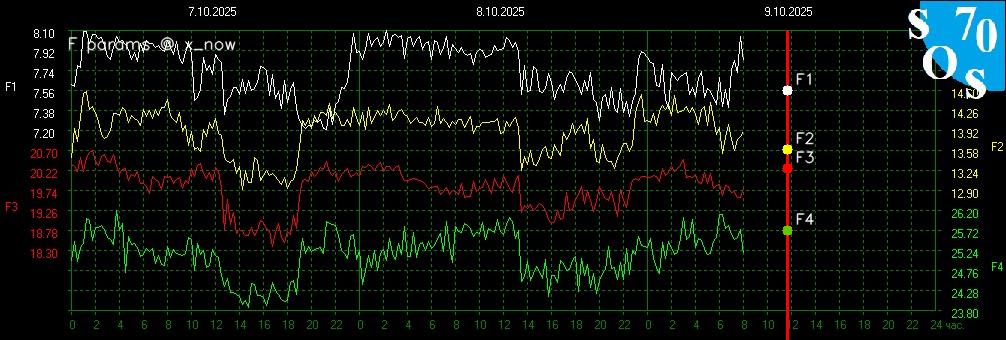 7.10.2025 8.10.2025 9.10.2025
F params @ x_now
SOS 70
F1
8.10
7.92
7.74
7.56
7.38
7.20
F3
20.70
20.22
19.74
19.26
18.78
18.30
F1
F2
F3
F4
F2
14.26
13.92
13.58
13.24
12.90
F4
26.20
25.72
25.24
24.76
24.28
23.80
0 2 4 6 8 10 12 14 16 18 20 22 0 2 4 6 8 10 12 14 16 18 20 22 0 2 4 6 8 10 12 14 16 18 20 22 24 час.